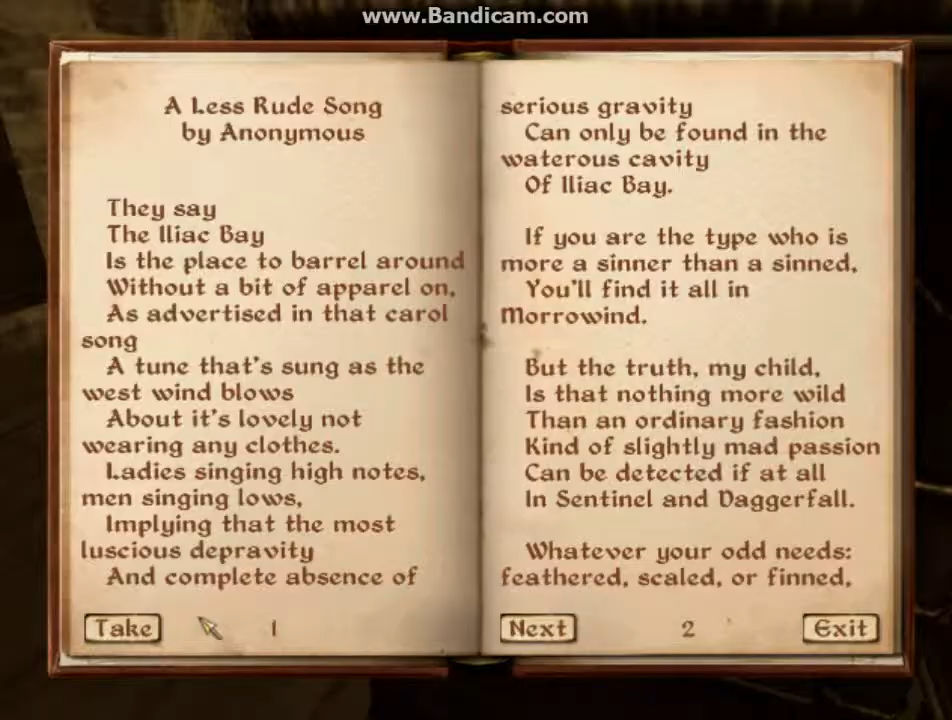 www.Bandicam.com
A Less Rude Song
by Anonymous
They say
The Iliac Bay
Is the place to barrel around
Without a bit of apparel on,
As advertised in that carol
song
A tune that's sung as the
west wind blows
About it's lovely not
wearing any clothes.
Ladies singing high notes,
men singing lows,
Implying that the most
luscious depravity
And complete absence of
Take
1
serious gravity
Can only be found in the
waterous cavity
Of Iliac Bay.
If you are the type who is
more a sinner than a sinned,
You'll find it all in
Morrowind.
But the truth, my child,
Is that nothing more wild
Than an ordinary fashion
Kind of slightly mad passion
Can be detected if at all
In Sentinel and Daggerfall.
Whatever your odd needs:
feathered, scaled, or finned,
Next
2
Exit